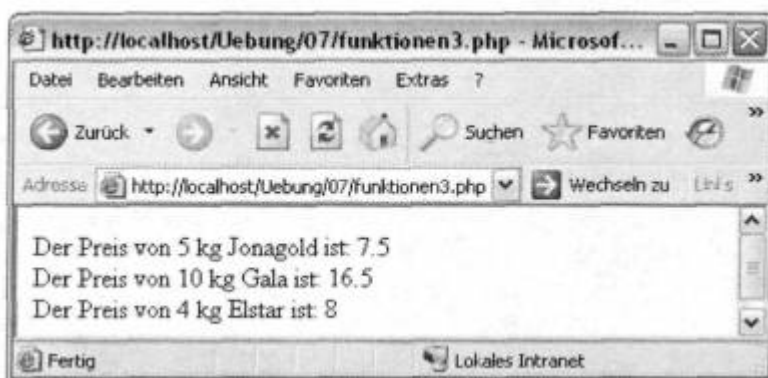 http://localhost/Uebung/07/funktionen3.php - Microsof...
Datei Bearbeiten Ansicht Favoriten Extras ?
Zurück Suchen Favoriten »
Adresse http://localhost/Uebung/07/funktionen3.php Wechseln zu Links »
Der Preis von 5 kg Jonagold ist: 7.5
Der Preis von 10 kg Gala ist: 16.5
Der Preis von 4 kg Elstar ist: 8
Fertig Lokales Intranet